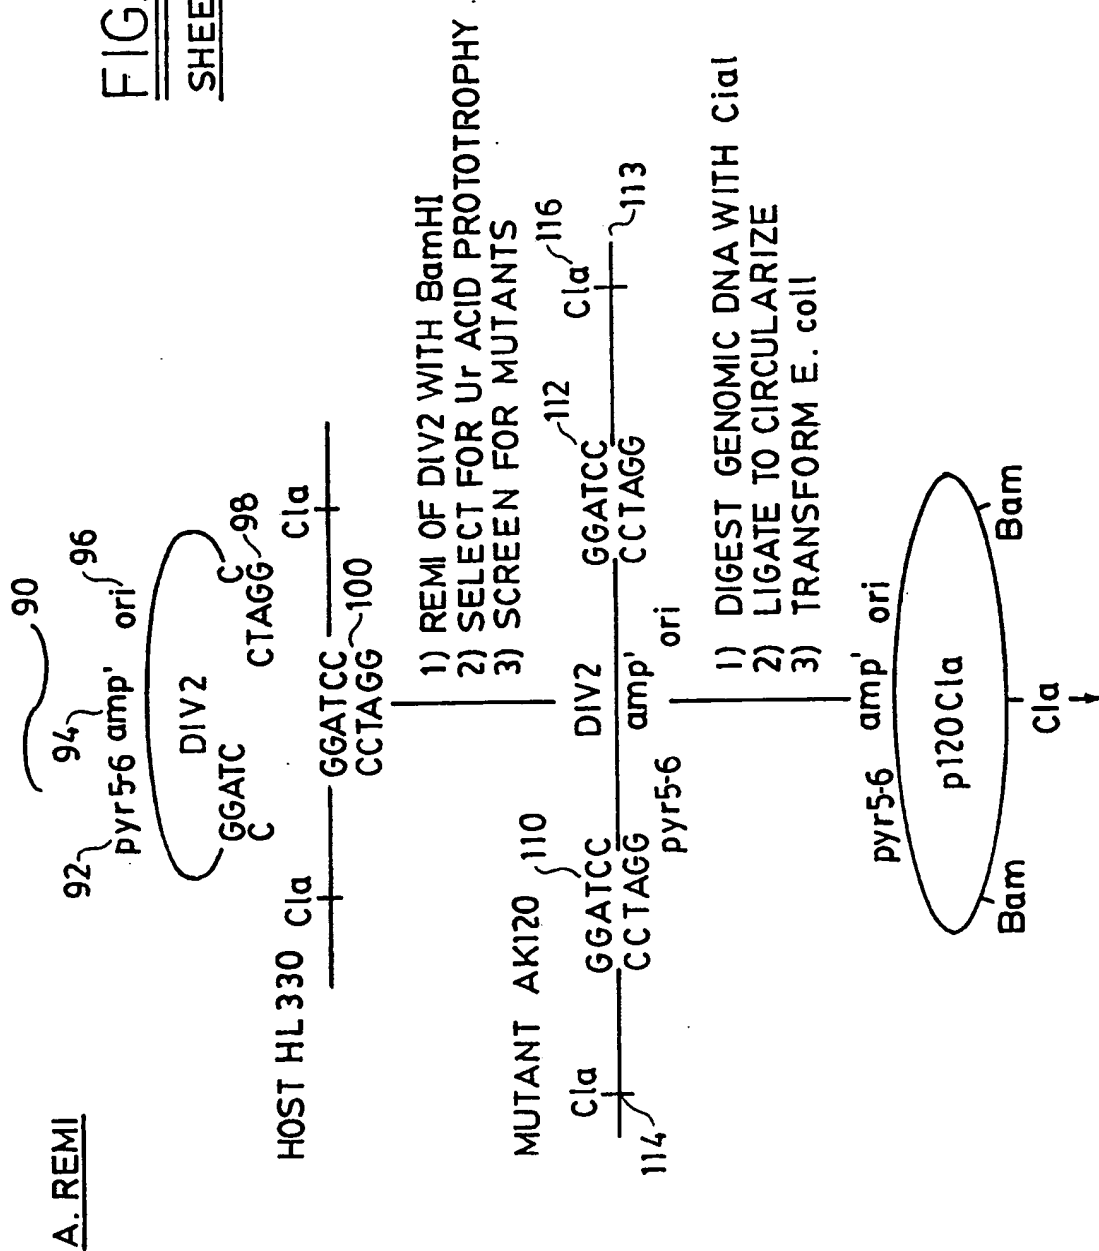 FIG.
SHEE
A. REMI
90
92
94
96
pyr5-6 amp' ori
DIV2
GGATC
C
C
CTAGG
98
HOST HL330
Cla
Cla
GGATCC
CCTAGG
100
1) REMI OF DIV2 WITH BamHI
2) SELECT FOR Ur ACID PROTOTROPHY
3) SCREEN FOR MUTANTS
MUTANT AK120
110
112
Cla
116
Cla
GGATCC
CCTAGG
DIV2
GGATCC
CCTAGG
113
114
pyr5-6
amp'
ori
1) DIGEST GENOMIC DNA WITH ClaI
2) LIGATE TO CIRCULARIZE
3) TRANSFORM E. coll
pyr5-6
amp'
ori
p120Cla
Bam
Cla
Bam